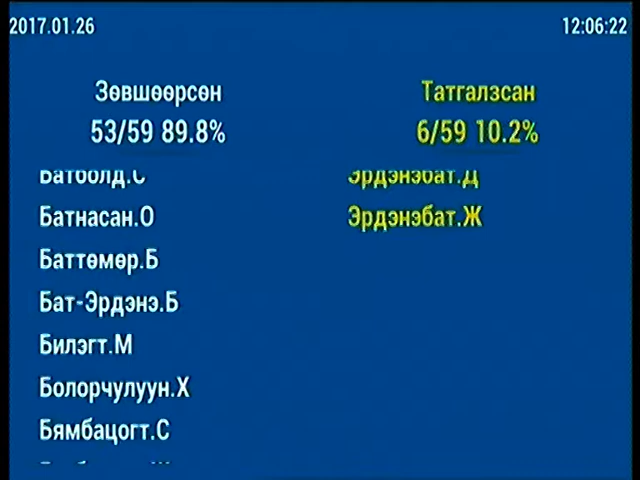 2017.01.26 12:06:22
Зөвшөөрсөн Татгалзсан
53/59 89.8% 6/59 10.2%
Батболд.С Эрдэнэбат.Д
Батнасан.О Эрдэнэбат.Ж
Баттөмөр.Б
Бат-Эрдэнэ.Б
Билэгт.М
Болорчулуун.Х
Бямбацогт.С